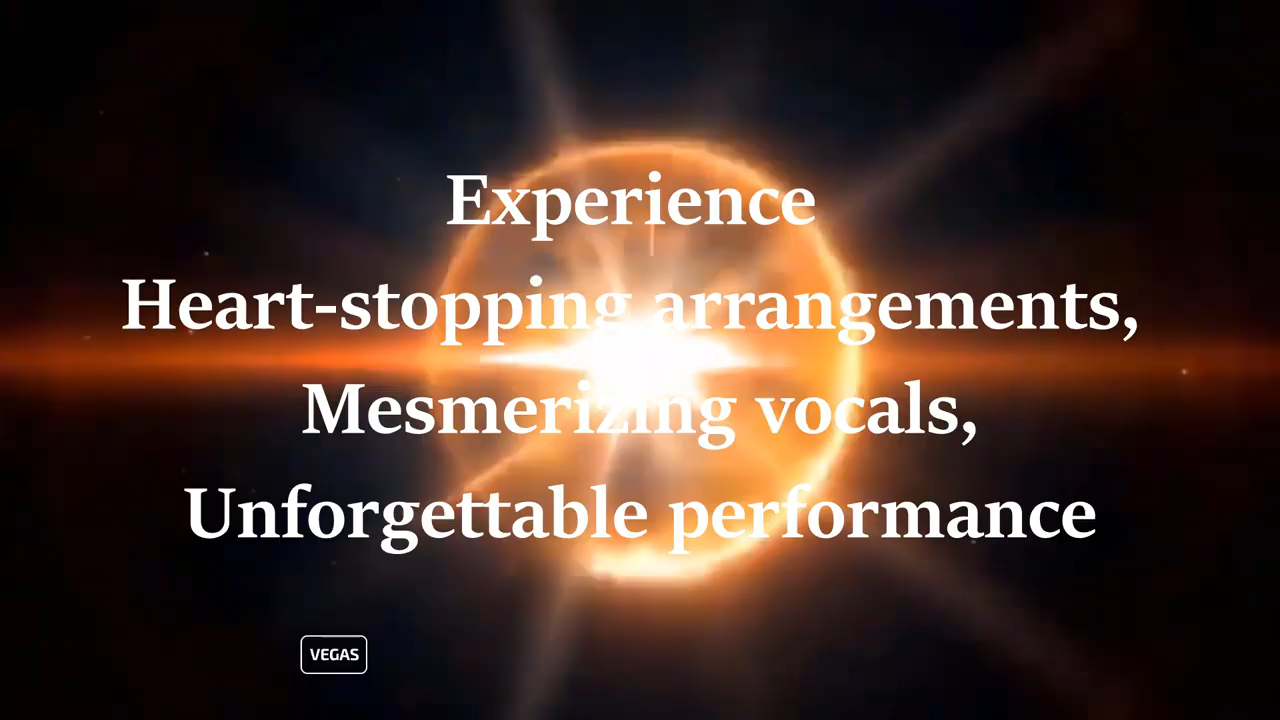 Experience
Heart-stopping arrangements,
Mesmerizing vocals,
Unforgettable performance
VEGAS